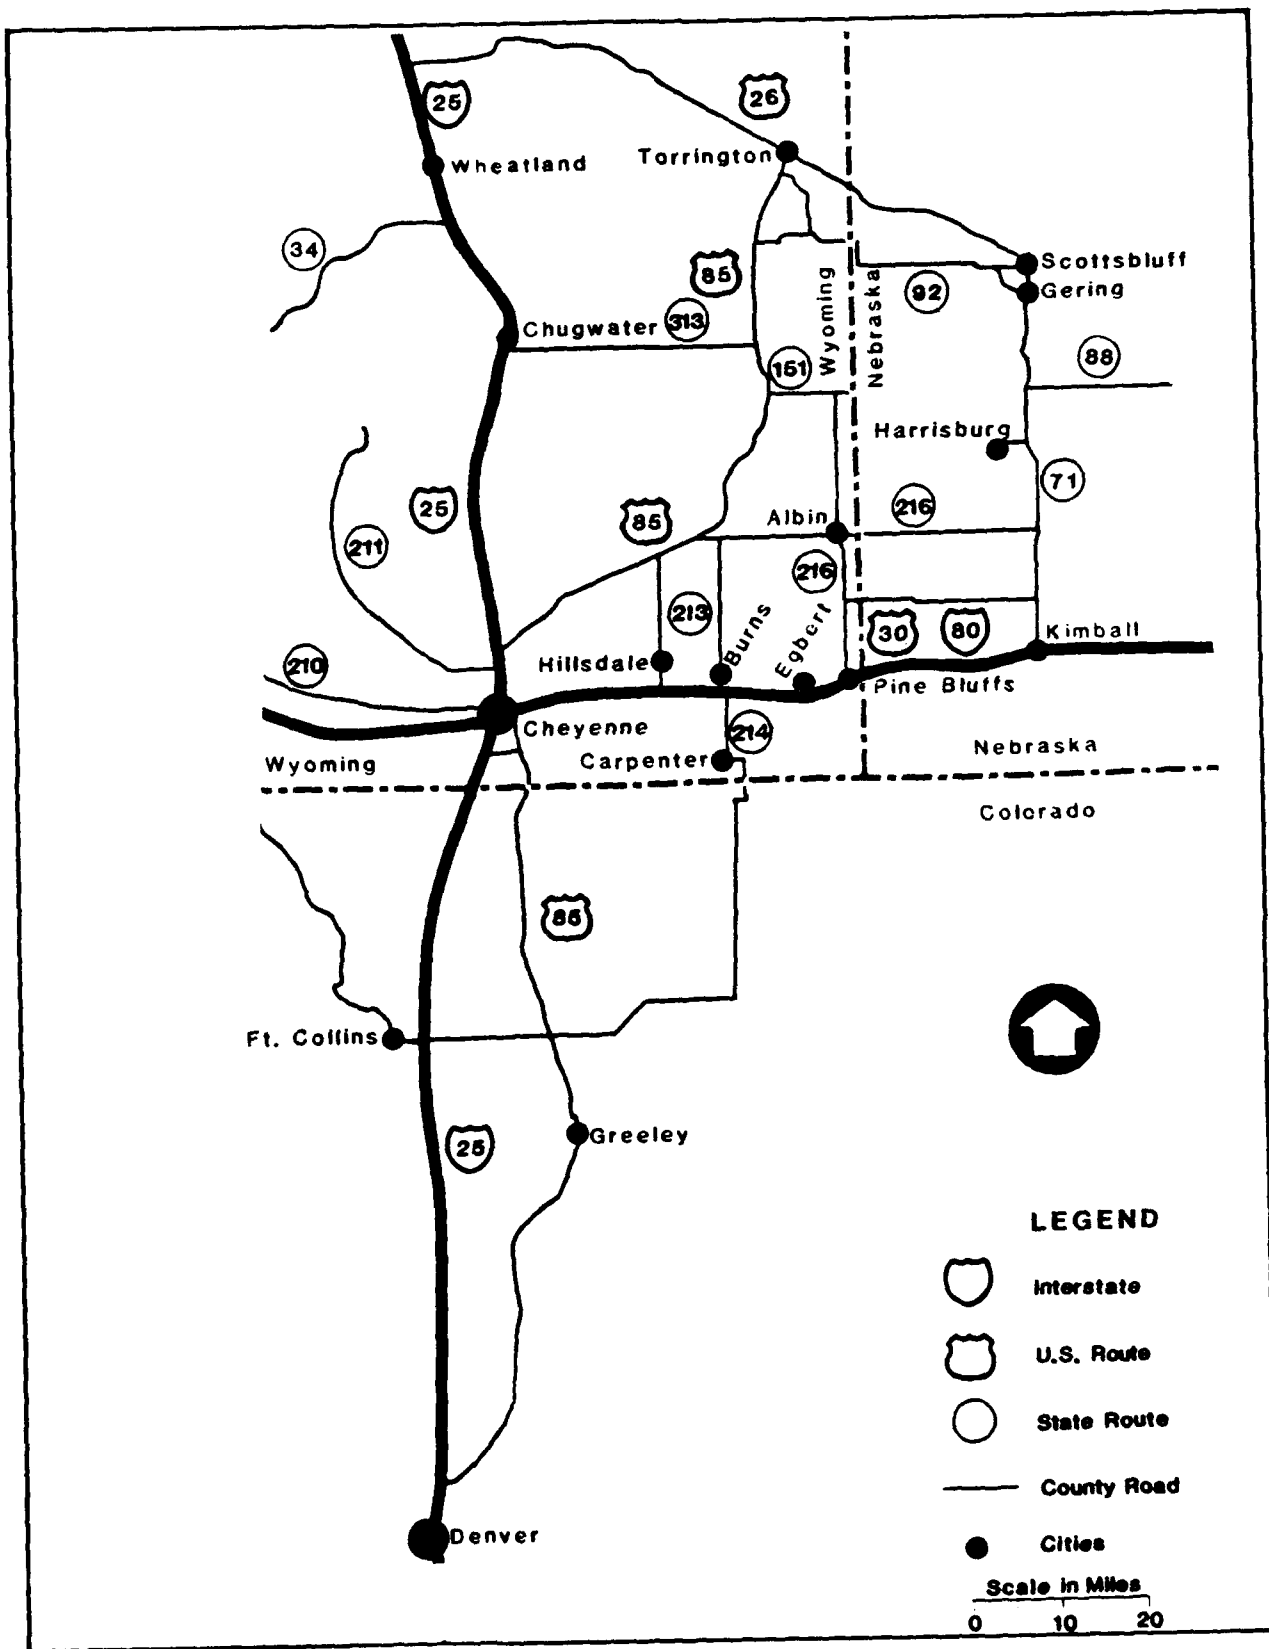 25
26
Wheatland
Torrington
34
85
Wyoming
Nebraska
Scottsbluff
92
Gering
Chugwater
313
151
88
Harrisburg
25
71
85
Albin
216
211
216
213
Burns
Egbert
30
80
Kimball
210
Hillsdale
Pine Bluffs
Cheyenne
214
Wyoming
Carpenter
Nebraska
Colorado
85
Ft. Collins
Greeley
25
LEGEND
Interstate
U.S. Route
State Route
County Road
Denver
Cities
Scale in Miles
0 10 20